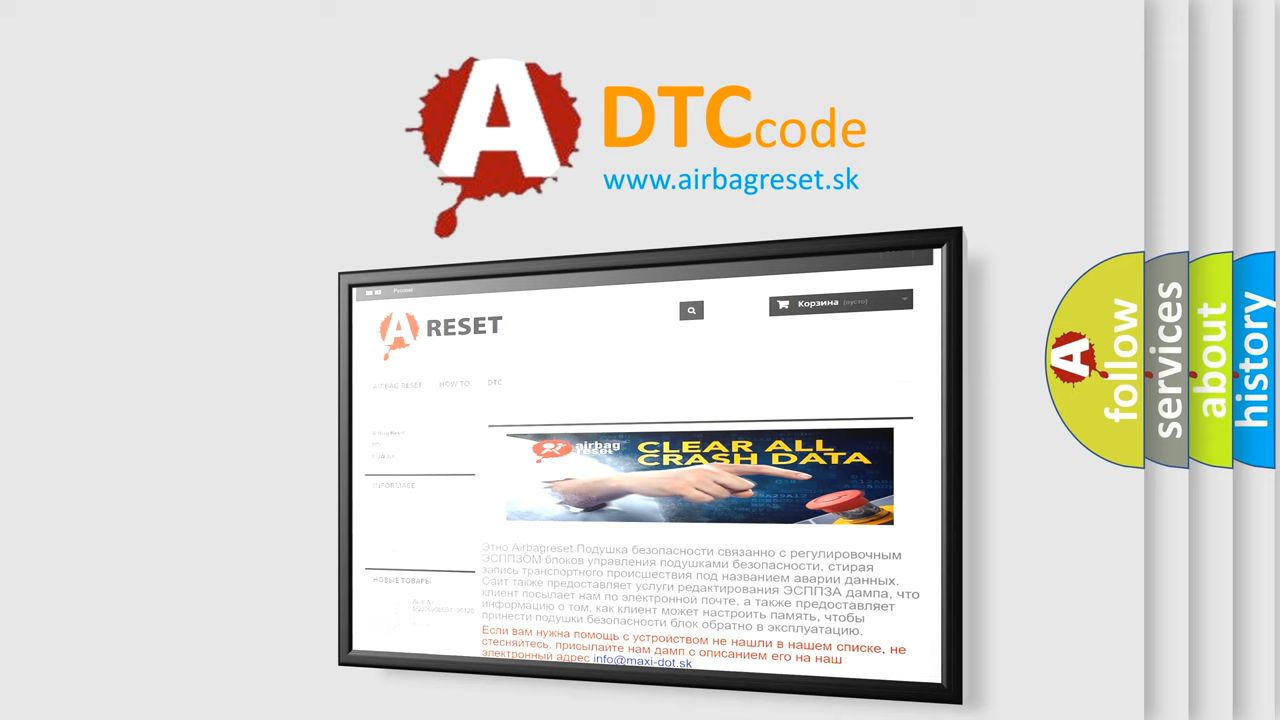 A
DTC code
www.airbagreset.sk
Русский
A RESET
Корзина (пусто)
AIRBAG RESET HOW TO DTC
DTC
INFORMACE
airbag
reset
CLEAR ALL
CRASH DATA
Этно Airbagreset Подушка безопасности связанно с регулировочным
ЭСППЗОМ блоков управления подушками безопасности, стирая
запись транспортного происшествия под названием аварии данных.
Сайт также предоставляет услуги редактирования ЭСППЗА дампа, что
клиент посылает нам по электронной почте, а также предоставляет
информацию о том, как клиент может настроить память, чтобы
принести подушки безопасности блок обратно в эксплуатацию.
Если вам нужна помощь с устройством не нашли в нашем списке, не
стесняйтесь, присылайте нам дамп с описанием его на наш
электронный адрес info@maxi-dot.sk
НОВЫЕ ТОВАРЫ
A
follow
services
about
history